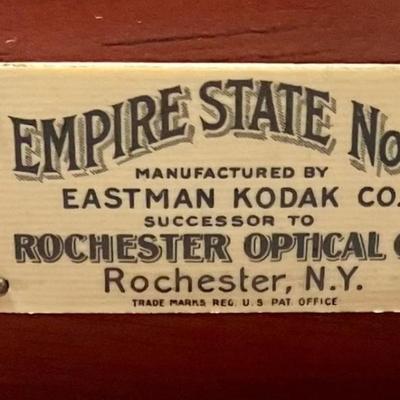 EMPIRE STATE No
MANUFACTURED BY
EASTMAN KODAK CO.
SUCCESSOR TO
ROCHESTER OPTICAL
Rochester, N.Y.
TRADE MARKS REG. U.S PAT. OFFICE